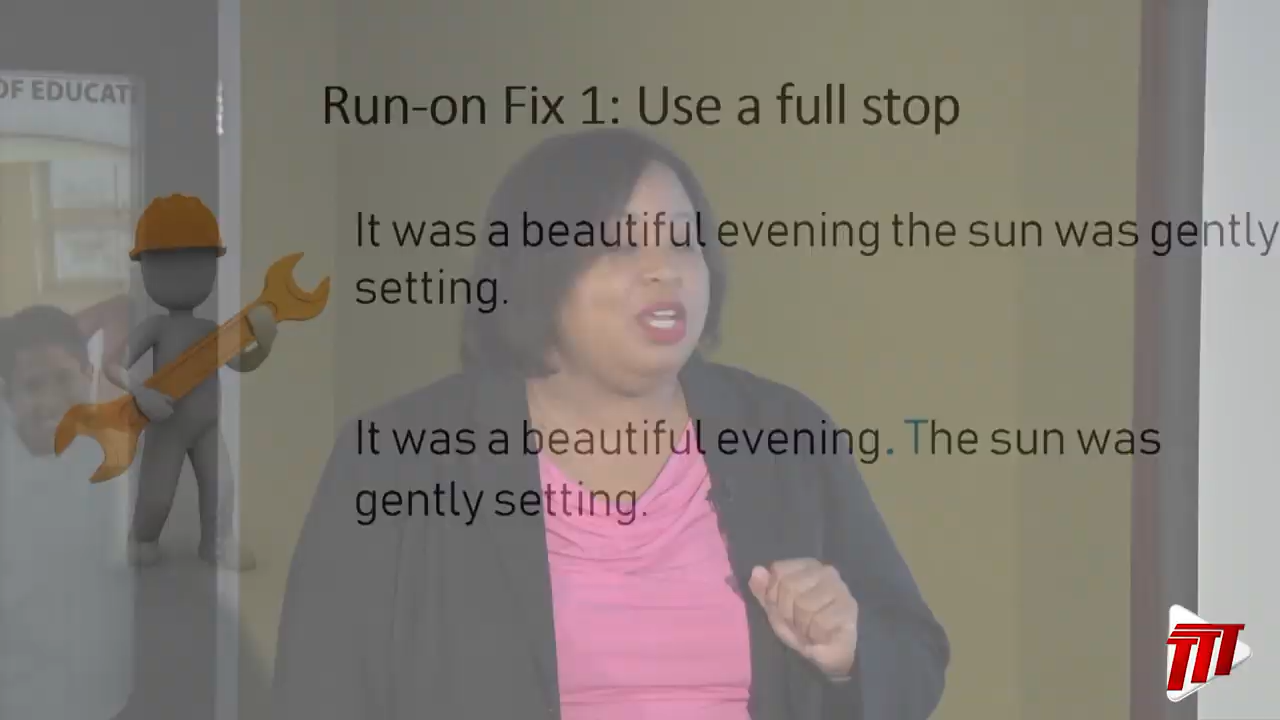 OF EDUCATI
Run-on Fix 1: Use a full stop
It was a beautiful evening the sun was gently
setting.
It was a beautiful evening. The sun was
gently setting.
TTT